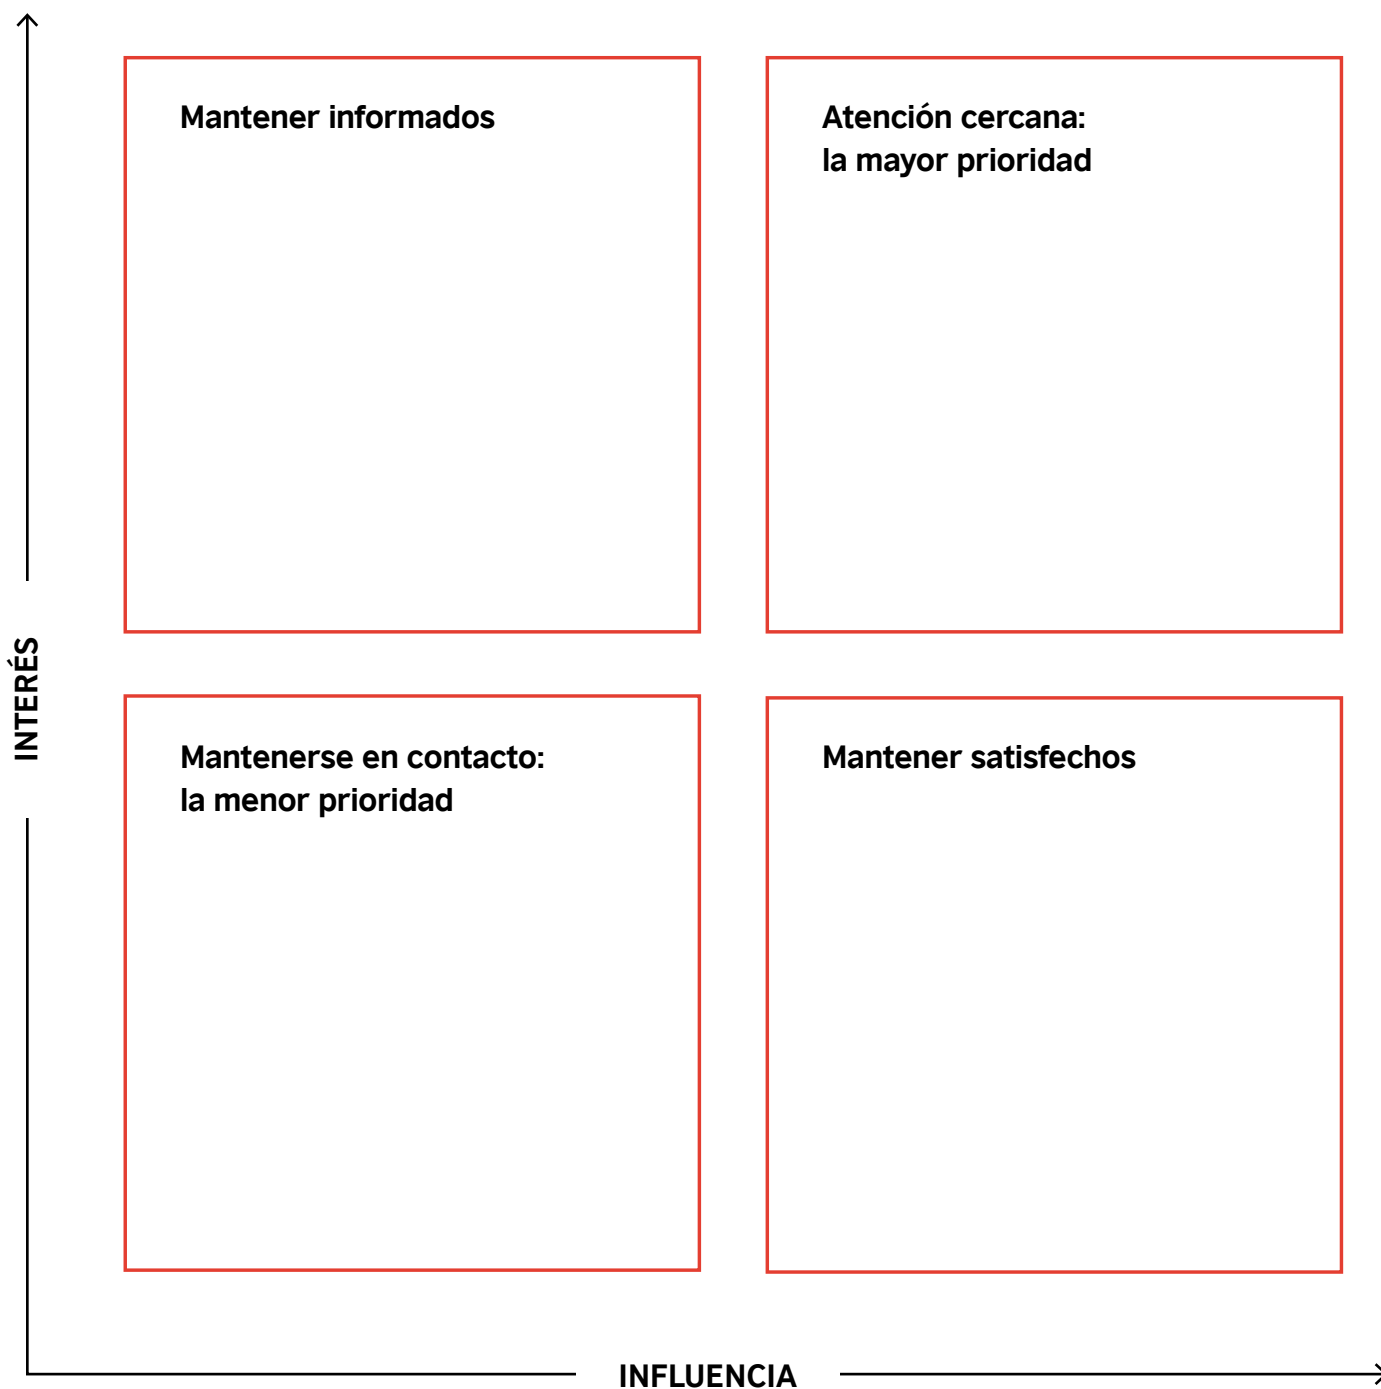 Mantener informados
Atención cercana:
la mayor prioridad
INTERÉS
Mantenerse en contacto:
la menor prioridad
Mantener satisfechos
INFLUENCIA